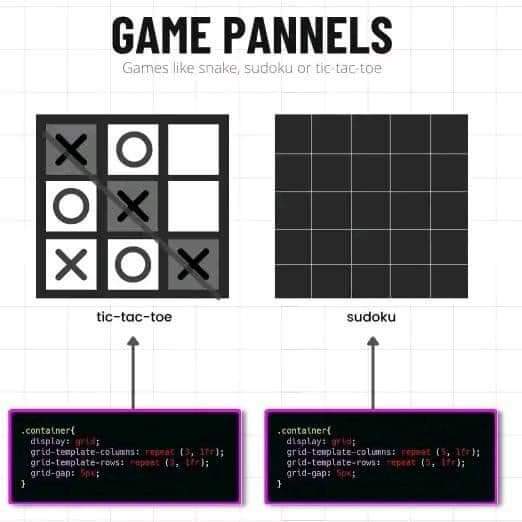 GAME PANNELS
Games like snake, sudoku or tic-tac-toe
X O
O X
X O X
tic-tac-toe
sudoku
.container{
display: grid;
grid-template-columns: repeat (3, 1fr);
grid-template-rows: repeat (3, 1fr);
grid-gap: 5px;
}
.container{
display: grid;
grid-template-columns: repeat (5, 1fr);
grid-template-rows: repeat (5, 1fr);
grid-gap: 5px;
}